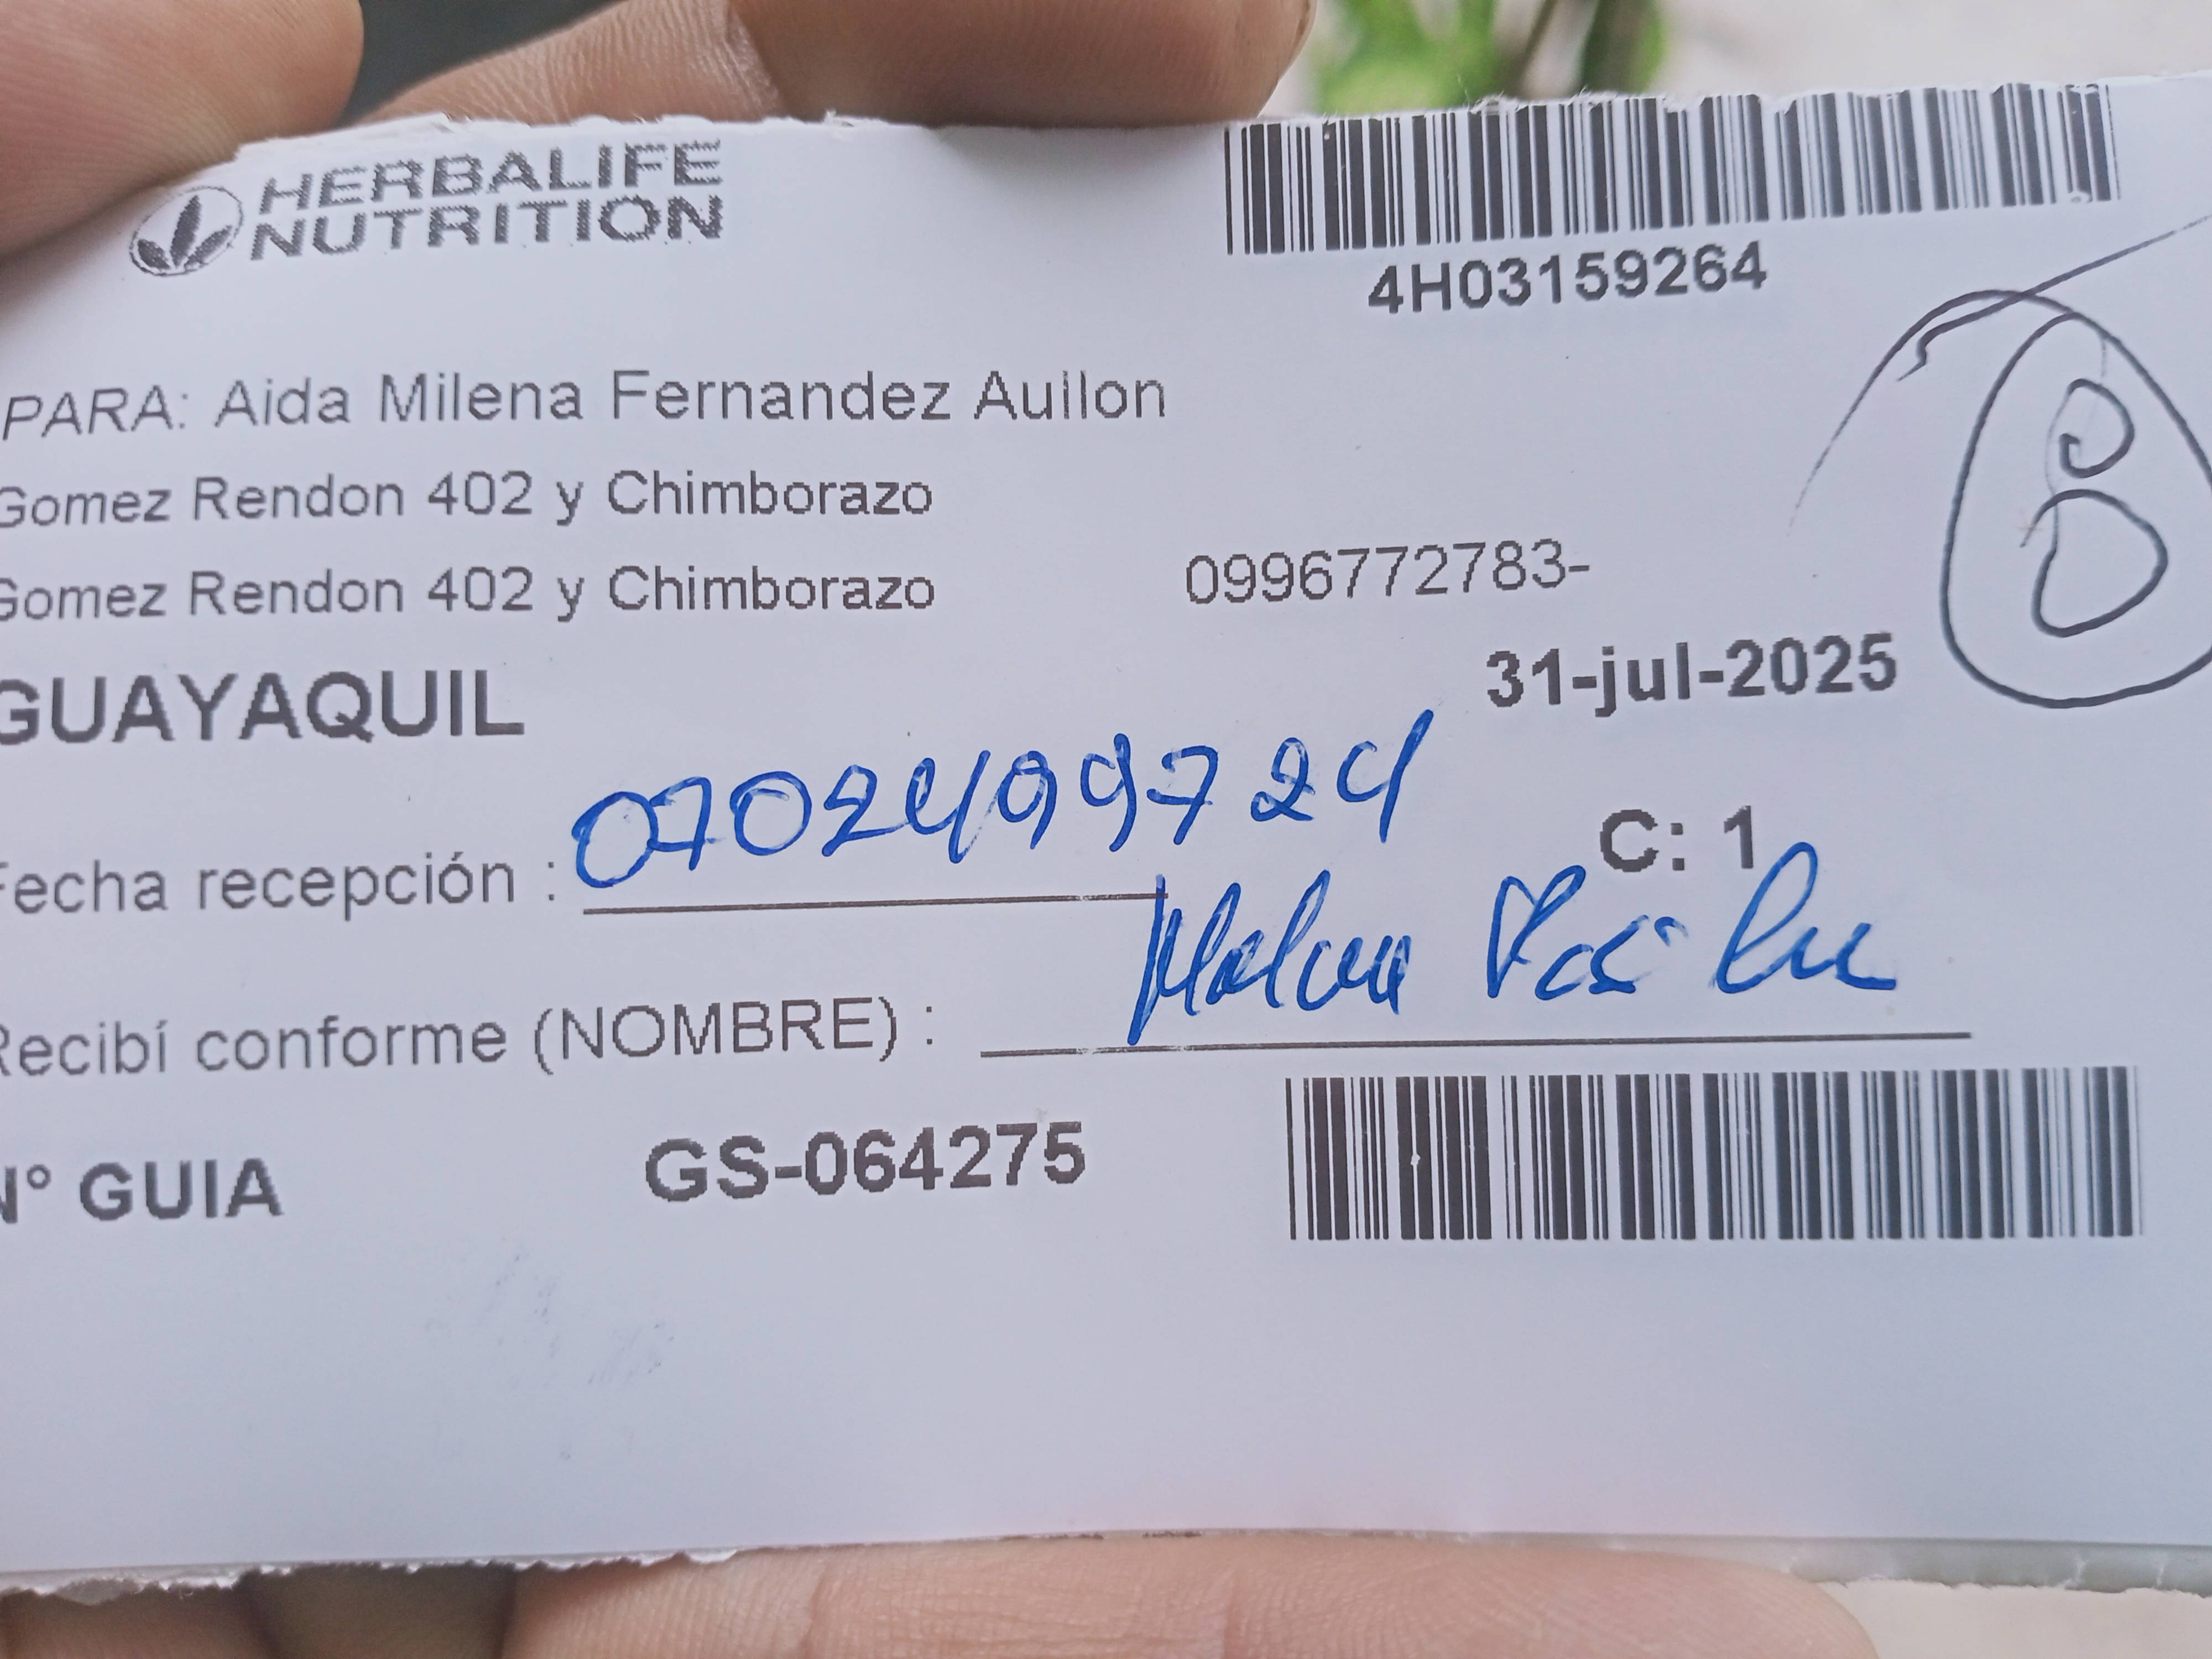 HERBALIFE
NUTRITION
4H03159264
PARA: Aida Milena Fernandez Auilon
Gomez Rendon 402 y Chimborazo
Gomez Rendon 402 y Chimborazo
0996772783-
GUAYAQUIL
31-jul-2025
Fecha recepción : 0702499724
C: 1
Recibí conforme (NOMBRE) :
N° GUIA GS-064275